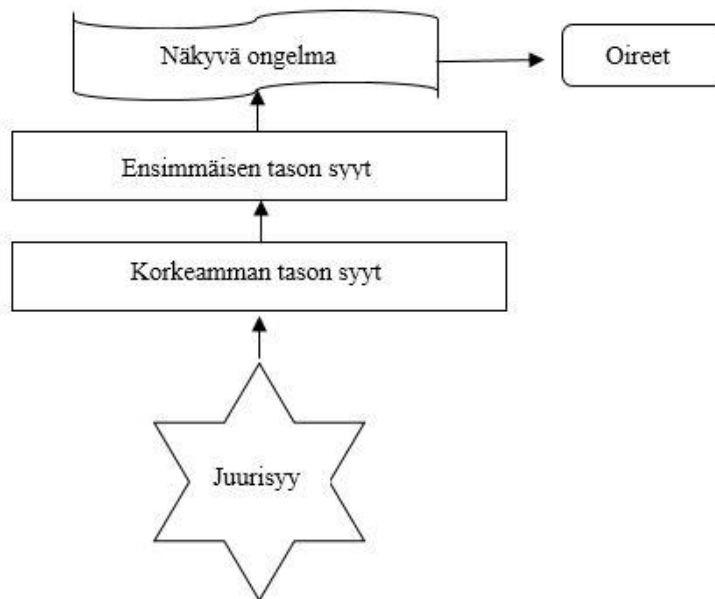 Näkyvä ongelma
Oireet
Ensimmäisen tason syyt
Korkeamman tason syyt
Juurisyy